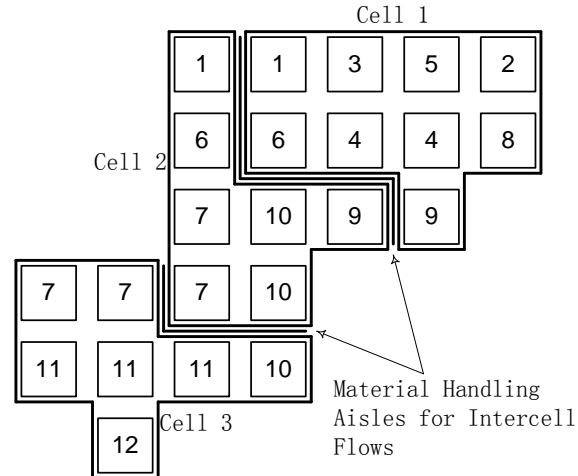 Cell 1
1 1 3 5 2
6 6 4 4 8
Cell 2
7 10 9 9
7 7 7 10
11 11 11 10
Material Handling
Aisles for Intercell
Flows
Cell 3
12